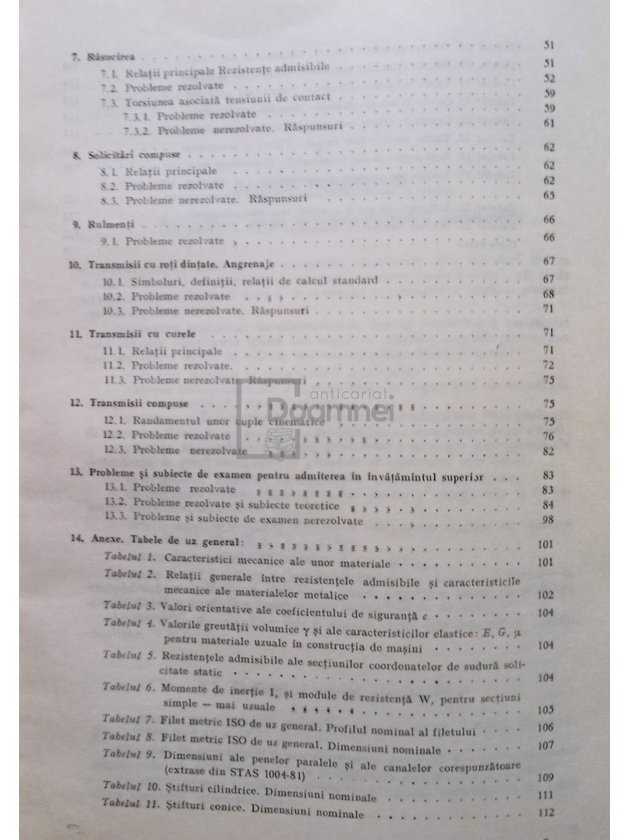 7. Răsucirea . . . 51
7.1. Relații principale Rezistențe admisibile . . . 51
7.2. Probleme rezolvate . . . 52
7.3. Torsiunea asociată tensiunii de contact . . . 59
7.3.1. Probleme rezolvate . . . 59
7.3.2. Probleme nerezolvate. Răspunsuri . . . 61
8. Solicitări compuse . . . 62
8.1. Relații principale . . . 62
8.2. Probleme rezolvate . . . 62
8.3. Probleme nerezolvate. Răspunsuri . . . 65
9. Rulmenți . . . 66
9.1. Probleme rezolvate . . . 66
10. Transmisii cu roți dințate. Angrenaje . . . 67
10.1. Simboluri, definiții, relații de calcul standard . . . 67
10.2. Probleme rezolvate . . . 68
10.3. Probleme nerezolvate. Răspunsuri . . . 71
11. Transmisii cu curele . . . 71
11.1. Relații principale . . . 71
11.2. Probleme rezolvate. . . . 72
11.3. Probleme nerezolvate. Răspunsuri . . . 75
anticariat
Doamnei
12. Transmisii compuse . . . 75
12.1. Randamentul unor cuple cinematice . . . 75
12.2. Probleme rezolvate . . . 76
12.3. Probleme nerezolvate . . . 82
13. Probleme și subiecte de examen pentru admiterea în învățămîntul superior . . . 83
13.1. Probleme rezolvate . . . 83
13.2. Probleme rezolvate și subiecte teoretice . . . 84
13.3. Probleme și subiecte de examen nerezolvate . . . 98
14. Anexe. Tabele de uz general: . . . 101
Tabelul 1. Caracteristici mecanice ale unor materiale . . . 101
Tabelul 2. Relații generale între rezistențele admisibile și caracteristicile
mecanice ale materialelor metalice . . . 102
Tabelul 3. Valori orientative ale coeficientului de siguranță c . . . 104
Tabelul 4. Valorile greutății volumice γ și ale caracteristicilor elastice: E, G, μ
pentru materiale uzuale în construcția de mașini . . . 104
Tabelul 5. Rezistențele admisibile ale secțiunilor coordonatelor de sudură soli-
citate static . . . 104
Tabelul 6. Momente de inerție I, și module de rezistență W, pentru secțiuni
simple — mai uzuale . . . 105
Tabelul 7. Filet metric ISO de uz general. Profilul nominal al filetului . . . 106
Tabelul 8. Filet metric ISO de uz general. Dimensiuni nominale . . . 107
Tabelul 9. Dimensiuni ale penelor paralele și ale canalelor corespunzătoare
(extrase din STAS 1004-81) . . . 109
Tabelul 10. Știfturi cilindrice. Dimensiuni nominale . . . 111
Tabelul 11. Știfturi conice. Dimensiuni nominale . . . 112